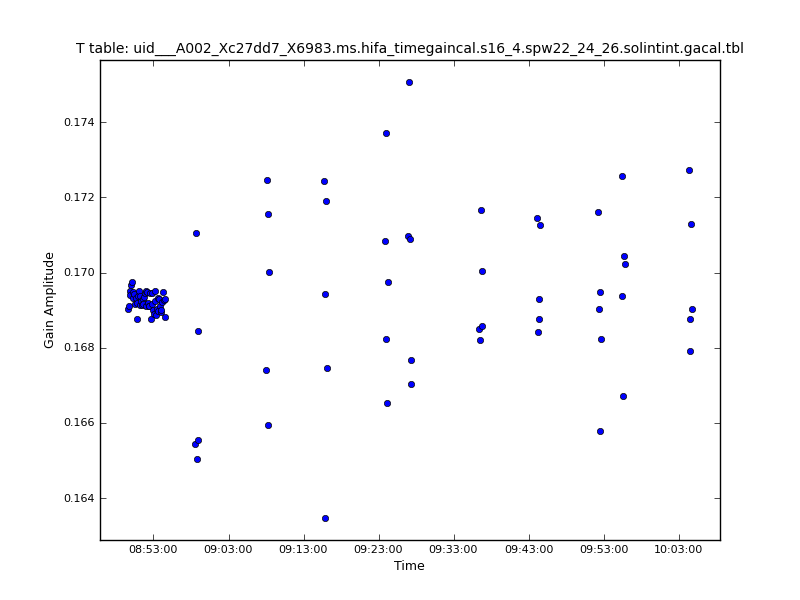 T table: uid___A002_Xc27dd7_X6983.ms.hifa_timegaincal.s16_4.spw22_24_26.solintint.gacal.tbl
0.174
0.172
0.170
0.168
0.166
0.164
Gain Amplitude
08:53:00 09:03:00 09:13:00 09:23:00 09:33:00 09:43:00 09:53:00 10:03:00
Time